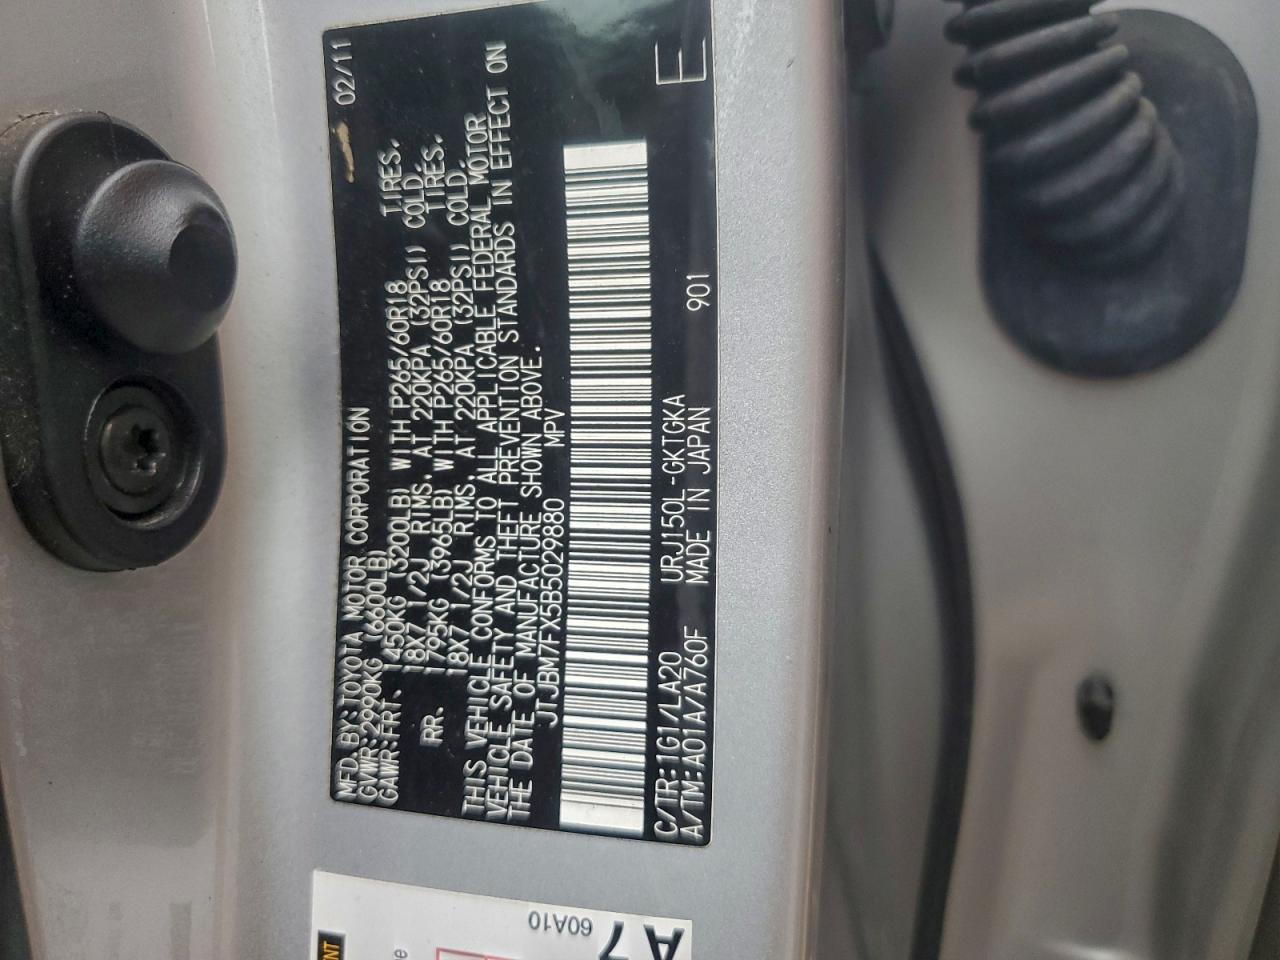 MFD. BY: TOYOTA MOTOR CORPORATION 02/11
GVWR: 2990KG (6600LB)
GAWR: FRT. 1450KG (3200LB) WITH P265/60R18 TIRES,
18X7 1/2J RIMS, AT 220KPA (32PSI) COLD.
RR. 1795KG (3965LB) WITH P265/60R18 TIRES,
18X7 1/2J RIMS, AT 220KPA (32PSI) COLD.
THIS VEHICLE CONFORMS TO ALL APPLICABLE FEDERAL MOTOR
VEHICLE SAFETY AND THEFT PREVENTION STANDARDS IN EFFECT ON
THE DATE OF MANUFACTURE SHOWN ABOVE.
JTJBM7FX5B5029880 MPV
C/TR: 1G1/LA20 URJ150L-GKTGKA E
A/TM: A01A/A760F MADE IN JAPAN 901
60A10
A7